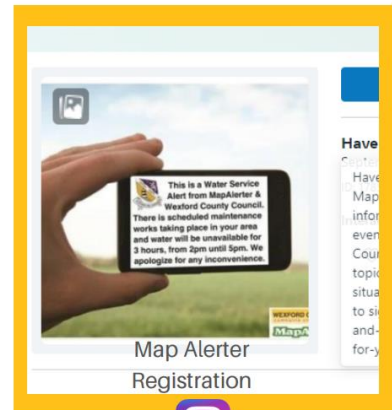 This is a Water Service
Alert from MapAlerter &
Wexford County Council.
There is scheduled maintenance
works taking place in your area
and water will be unavailable for
3 hours, from 2pm until 5pm. We
apologize for any inconvenience.
WEXFORD
Map
Map Alerter
Registration
Have
Have
Map
infor
even
Cour
topic
situa
to si
and-
for-y